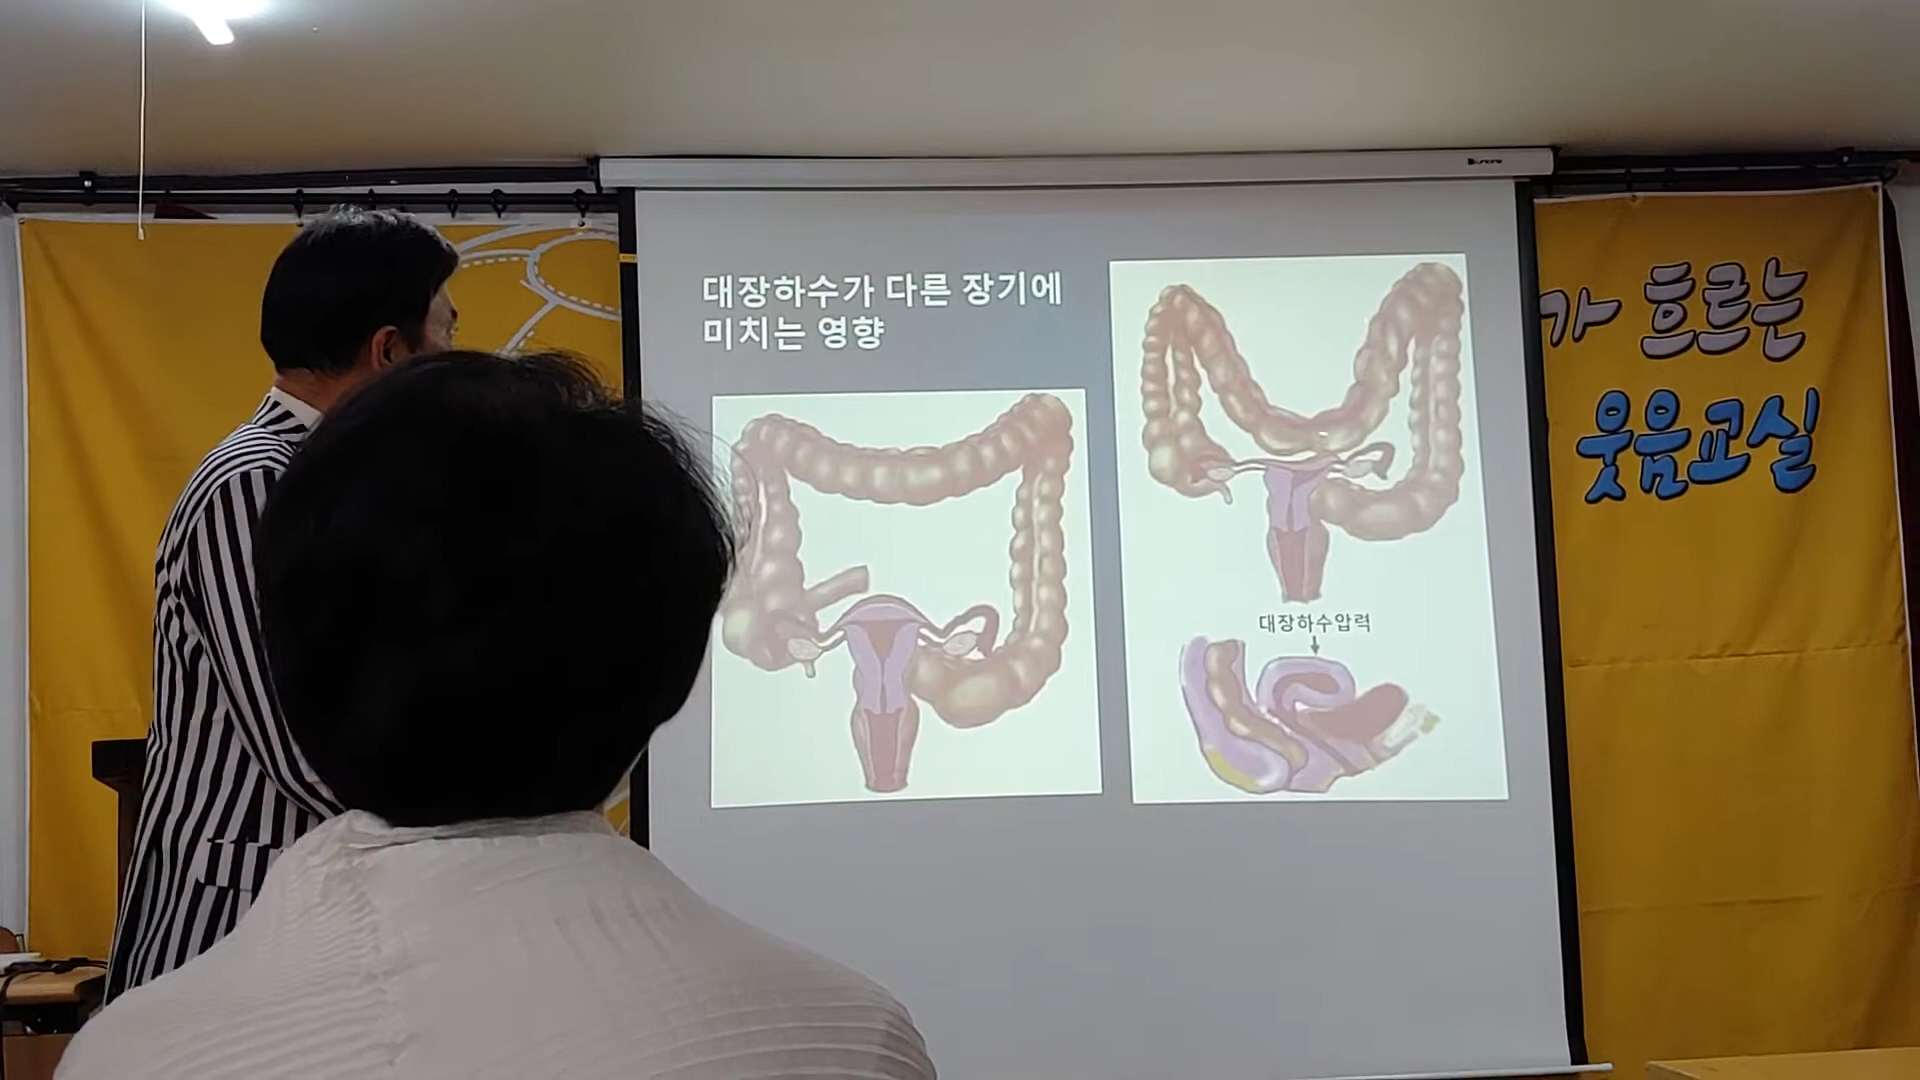 대장하수가 다른 장기에
미치는 영향
대장하수압력
가 흐르는
웃음교실